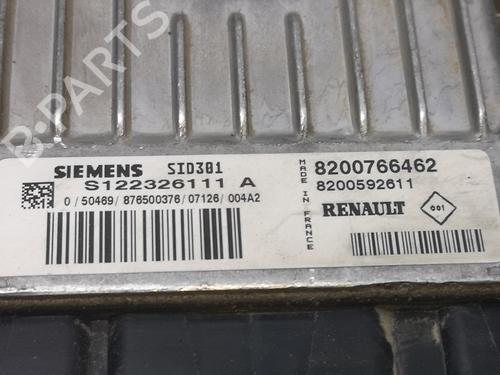 B-PARTS
SIEMENS SID301
S122326111 A
0 / 50469 / 876500376 / 07126 / 004A2
MADE IN FRANCE
8200766462
8200592611
RENAULT
001